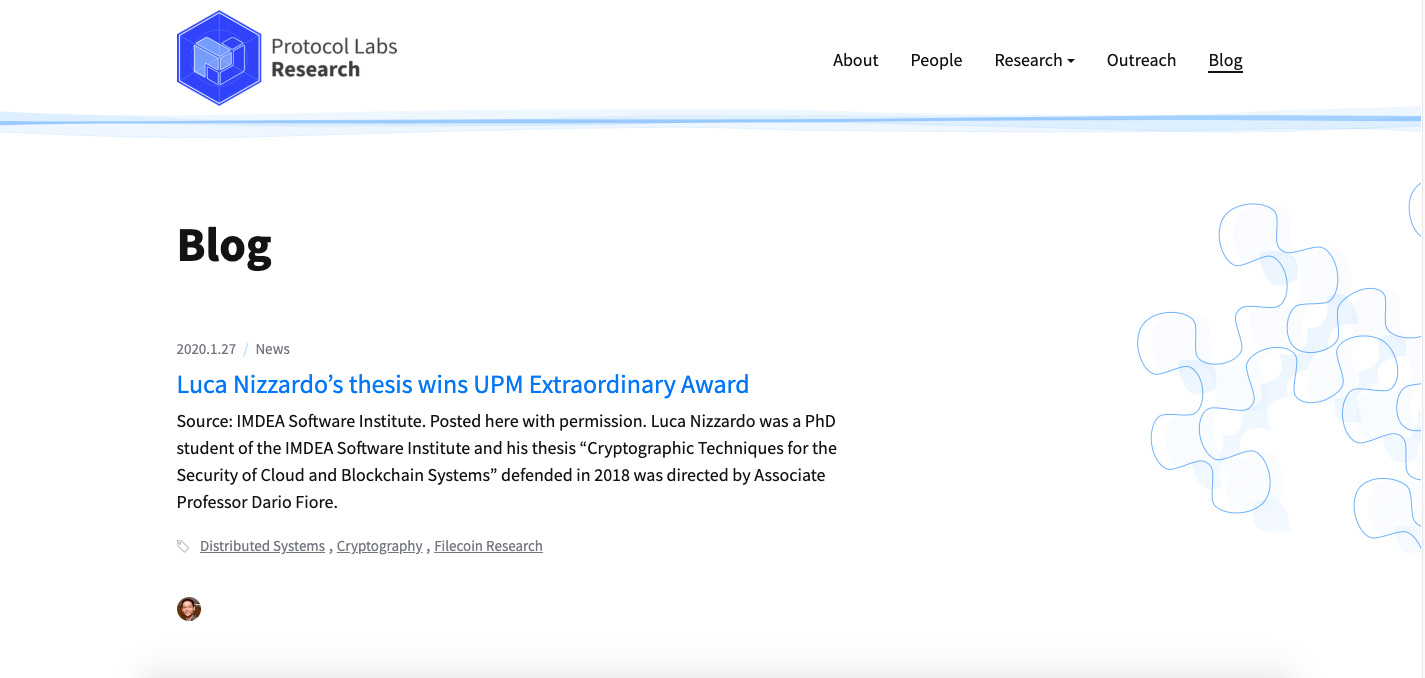 Protocol Labs
Research
About People Research Outreach Blog
Blog
2020.1.27 / News
Luca Nizzardo’s thesis wins UPM Extraordinary Award
Source: IMDEA Software Institute. Posted here with permission. Luca Nizzardo was a PhD
student of the IMDEA Software Institute and his thesis “Cryptographic Techniques for the
Security of Cloud and Blockchain Systems” defended in 2018 was directed by Associate
Professor Dario Fiore.
Distributed Systems , Cryptography , Filecoin Research